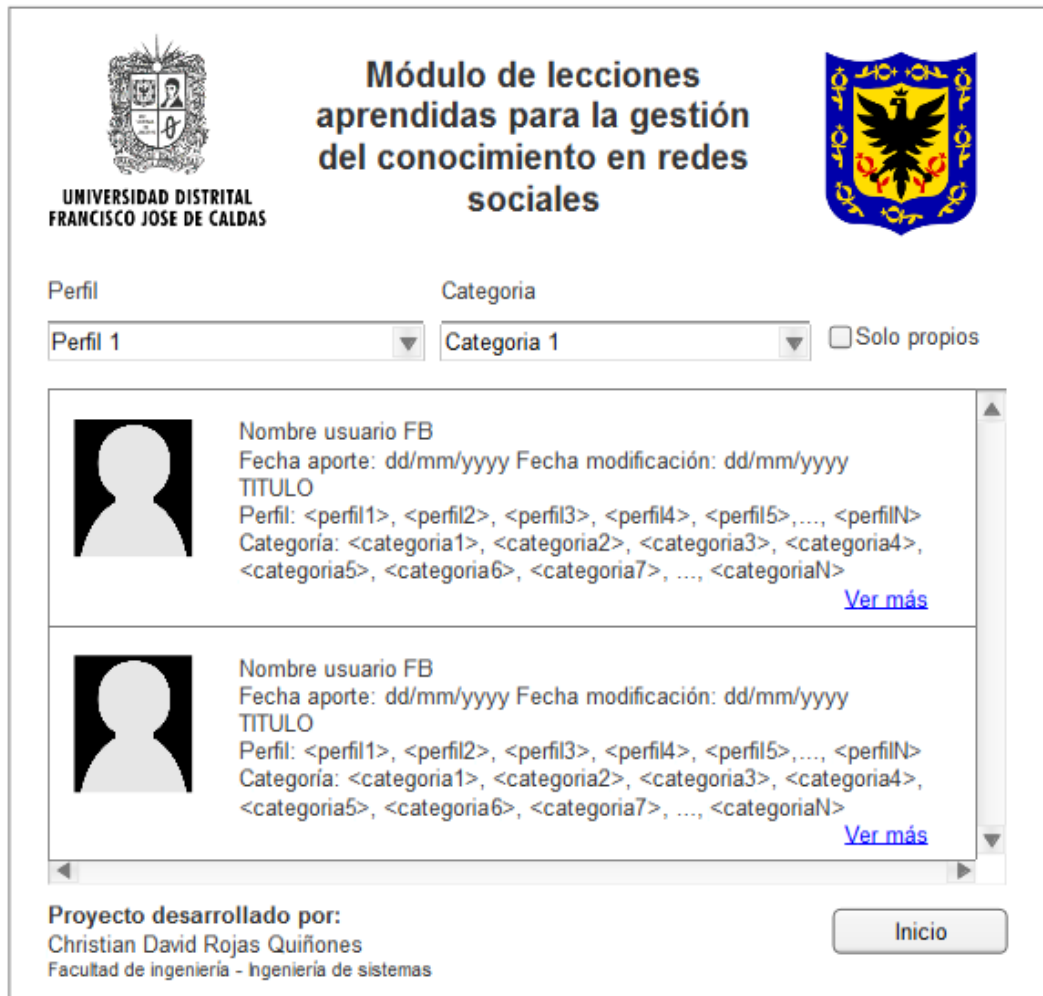 Módulo de lecciones
aprendidas para la gestión
del conocimiento en redes
sociales
UNIVERSIDAD DISTRITAL
FRANCISCO JOSE DE CALDAS
Perfil
Categoria
Perfil 1
Categoria 1
Solo propios
Nombre usuario FB
Fecha aporte: dd/mm/yyyy Fecha modificación: dd/mm/yyyy
TITULO
Perfil: <perfil1>, <perfil2>, <perfil3>, <perfil4>, <perfil5>,..., <perfilN>
Categoría: <categoria1>, <categoria2>, <categoria3>, <categoria4>,
<categoria5>, <categoria6>, <categoria7>, ..., <categoriaN>
Ver más
Nombre usuario FB
Fecha aporte: dd/mm/yyyy Fecha modificación: dd/mm/yyyy
TITULO
Perfil: <perfil1>, <perfil2>, <perfil3>, <perfil4>, <perfil5>,..., <perfilN>
Categoría: <categoria1>, <categoria2>, <categoria3>, <categoria4>,
<categoria5>, <categoria6>, <categoria7>, ..., <categoriaN>
Ver más
Proyecto desarrollado por:
Christian David Rojas Quiñones
Facultad de ingeniería - Ingeniería de sistemas
Inicio